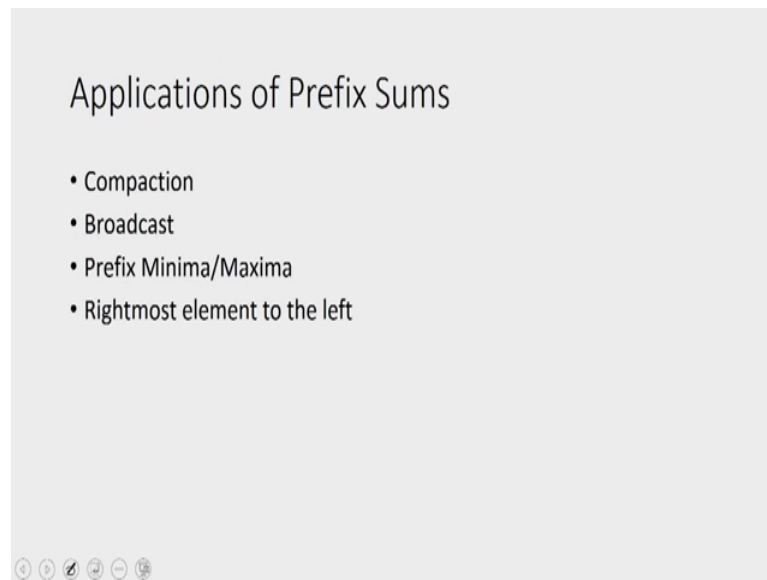 Applications of Prefix Sums
• Compaction
• Broadcast
• Prefix Minima/Maxima
• Rightmost element to the left